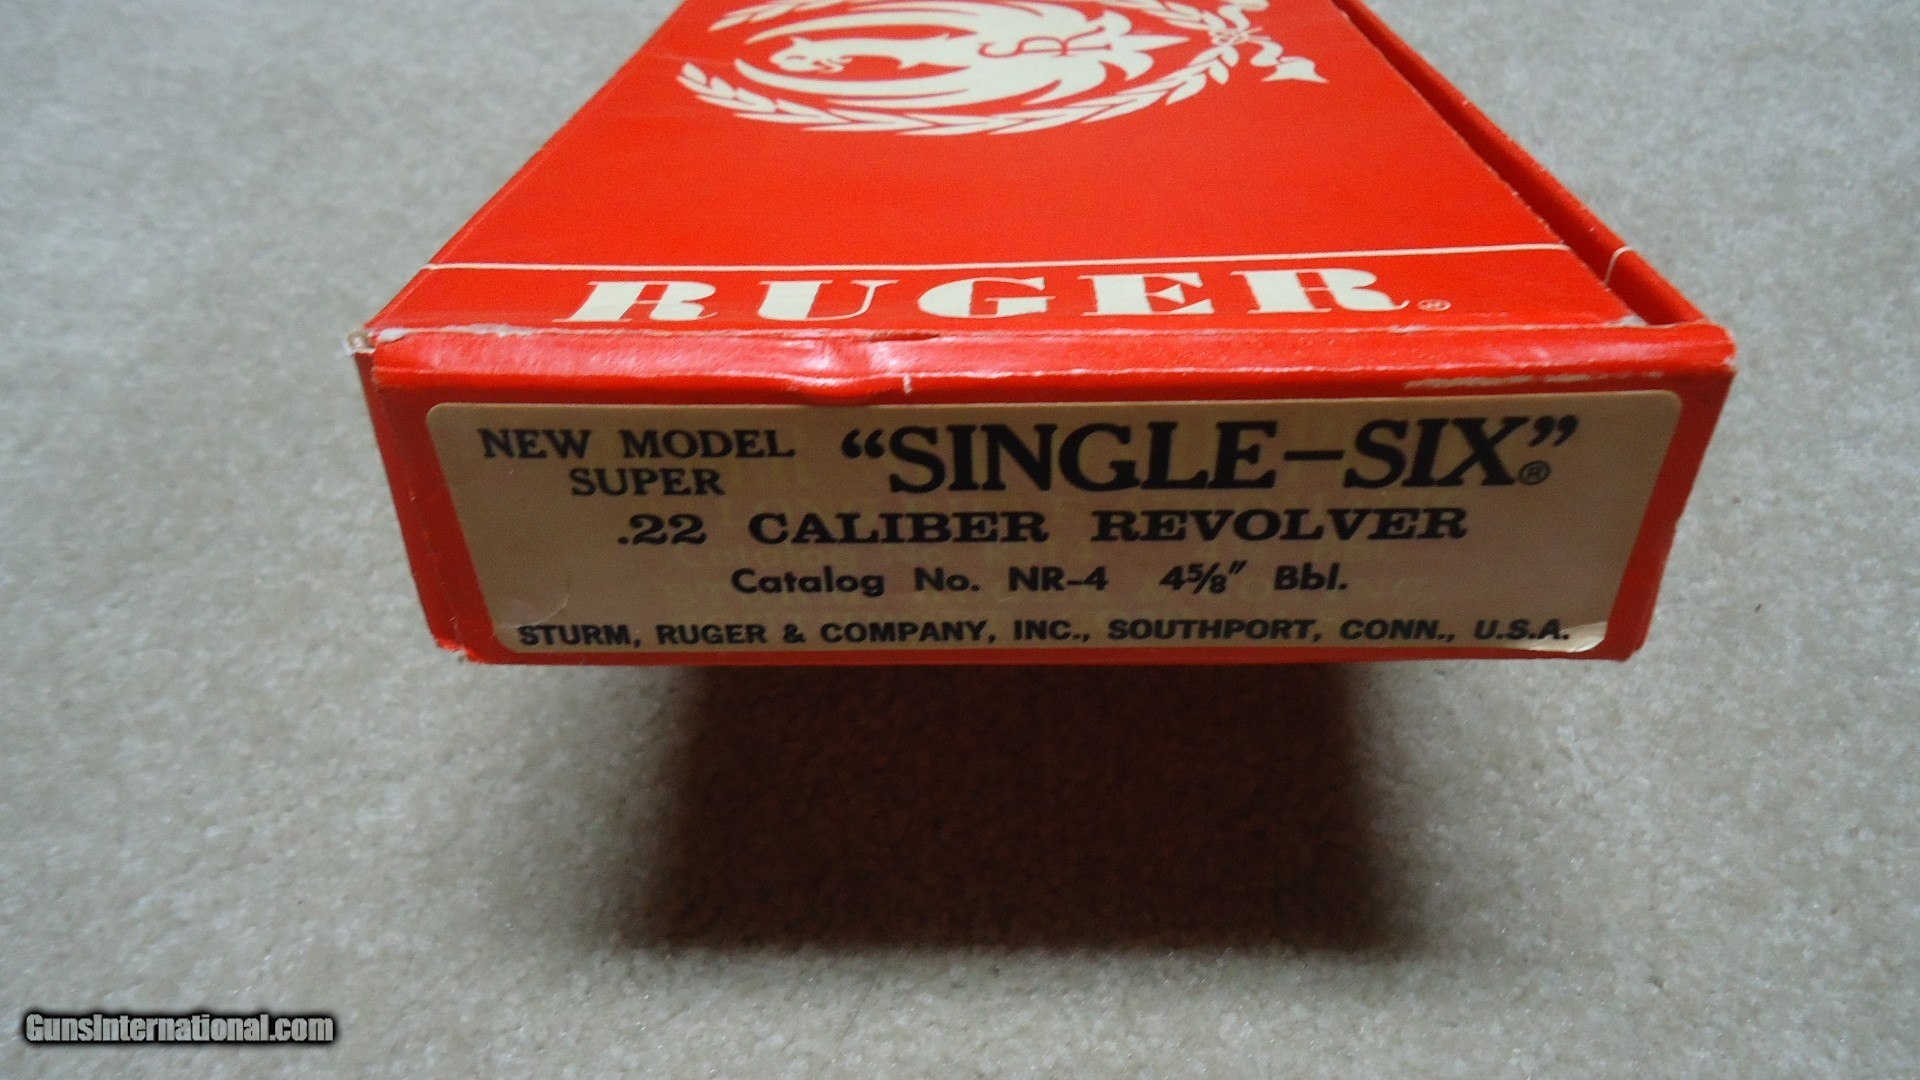 RUGER®
NEW MODEL SUPER "SINGLE–SIX"®
.22 CALIBER REVOLVER
Catalog No. NR-4 4⅝" Bbl.
STURM, RUGER & COMPANY, INC., SOUTHPORT, CONN., U.S.A.
GunsInternational.com